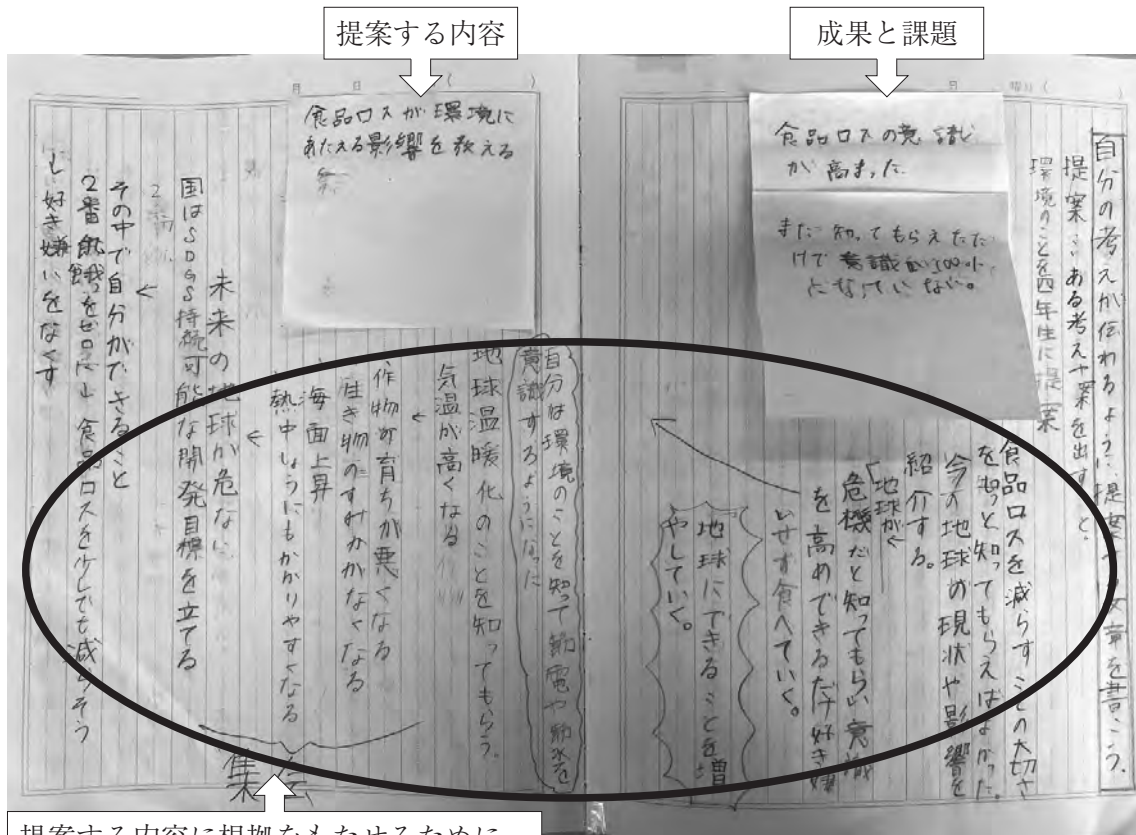 提案する内容
成果と課題
自分の考えが伝わるように提案する文章を書こう。
提案…ある考えや案を出すこと。
環境のことを四年生に提案
食品ロスの意識
が高まった
まだ知ってもらえただ
けで意識が100%
となっていない。
食品ロスを減らすことの大切さ
を知っと知ってもらえばよかった。
今の地球の現状や影響を
紹介する。
地球が
危機だと知ってもらい意識
を高めできるだけ好き嫌
いせず食べていく。
地球にできることを増
やしていく。
食品ロスが環境に
あたえる影響を教える
自分は環境のことを知って節電や節水を
意識するようになった
地球温暖化のことを知ってもらう。
気温が高くなる
作物の育ちが悪くなる
生き物のすみかがなくなる
海面上昇
熱中しょうにもかかりやすくなる
未来の地球が危ない
国はSDGS持続可能な開発目標を立てる
その中で自分ができること
2番飢餓をゼロにし食品ロスを少しでも減らそう
し好き嫌いをなくす
提案する内容に根拠をもたせるために